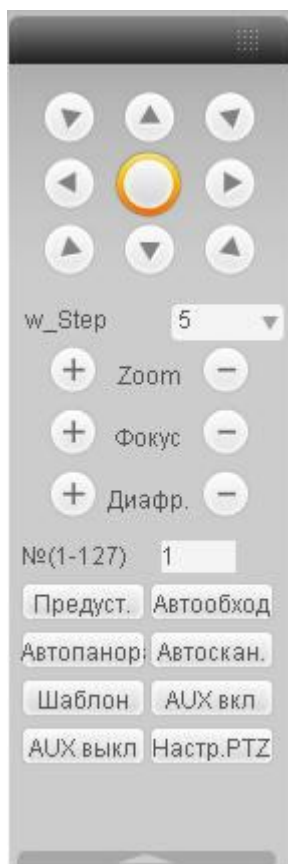 w_Step 5
Zoom
Фокус
Диафр.
№(1-127) 1
Предуст. Автообход
Автопанор Автоскан.
Шаблон AUX вкл
AUX выкл Настр.PTZ